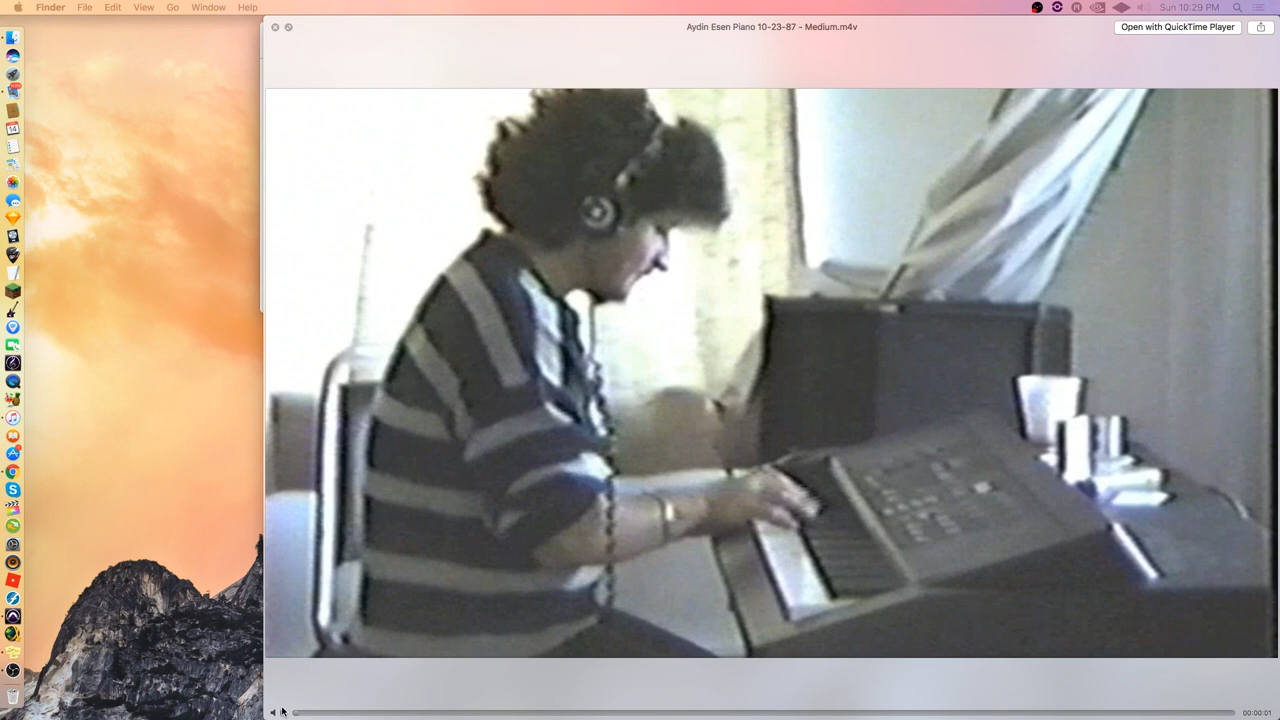 Finder File Edit View Go Window Help Sun 10:29 PM
Aydin Esen Piano 10-23-87 - Medium.m4v
Open with QuickTime Player
14
00:00:01